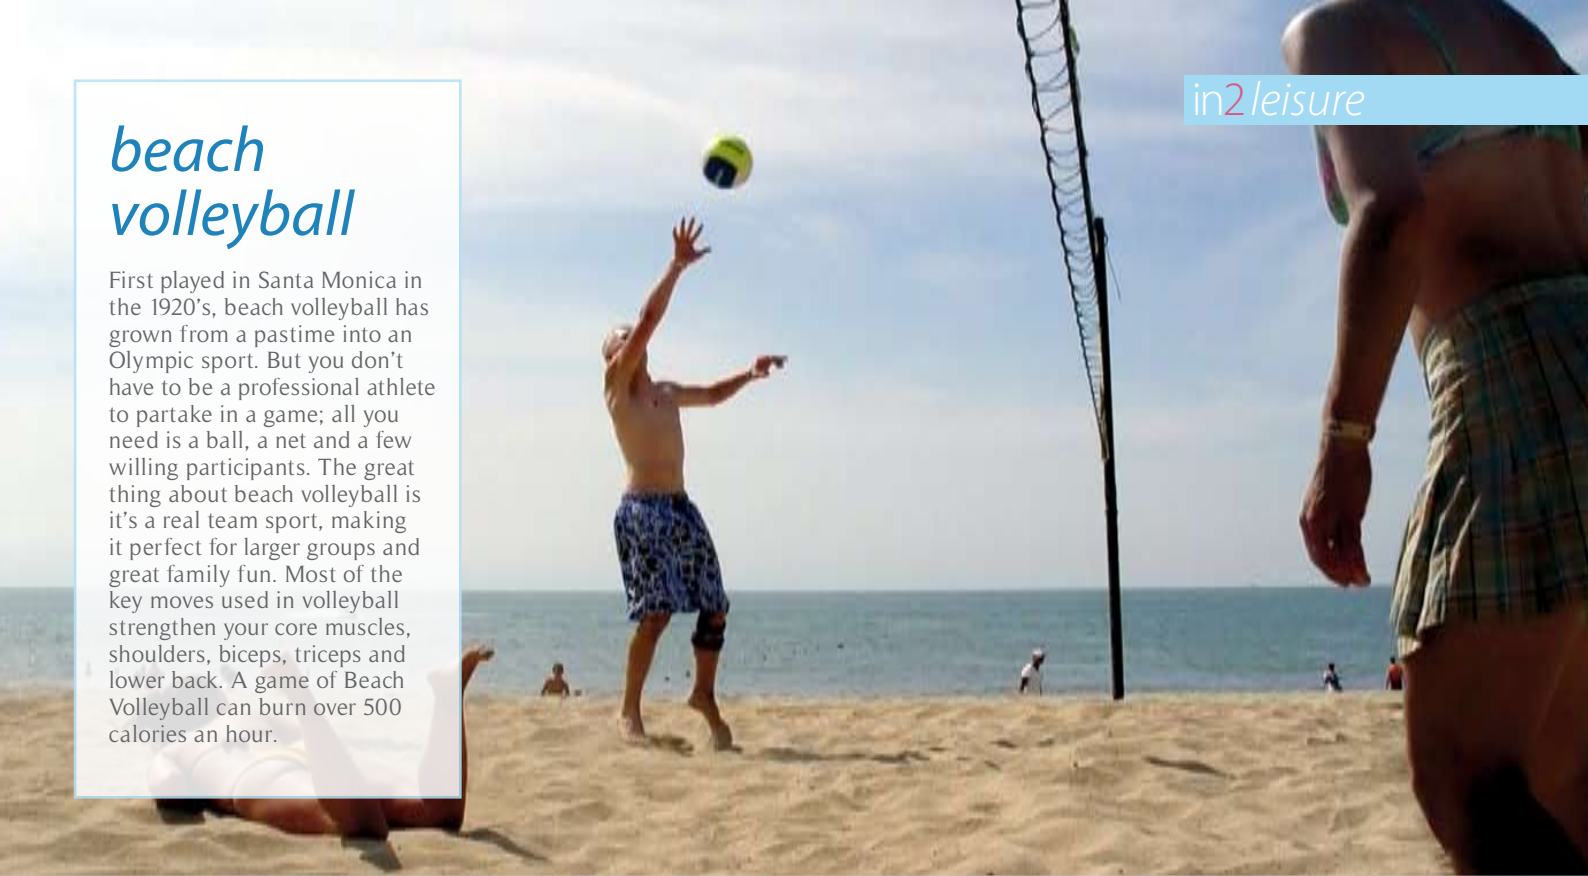 beach
volleyball
First played in Santa Monica in
the 1920's, beach volleyball has
grown from a pastime into an
Olympic sport. But you don't
have to be a professional athlete
to partake in a game; all you
need is a ball, a net and a few
willing participants. The great
thing about beach volleyball is
it's a real team sport, making
it perfect for larger groups and
great family fun. Most of the
key moves used in volleyball
strengthen your core muscles,
shoulders, biceps, triceps and
lower back. A game of Beach
Volleyball can burn over 500
calories an hour.
in2leisure